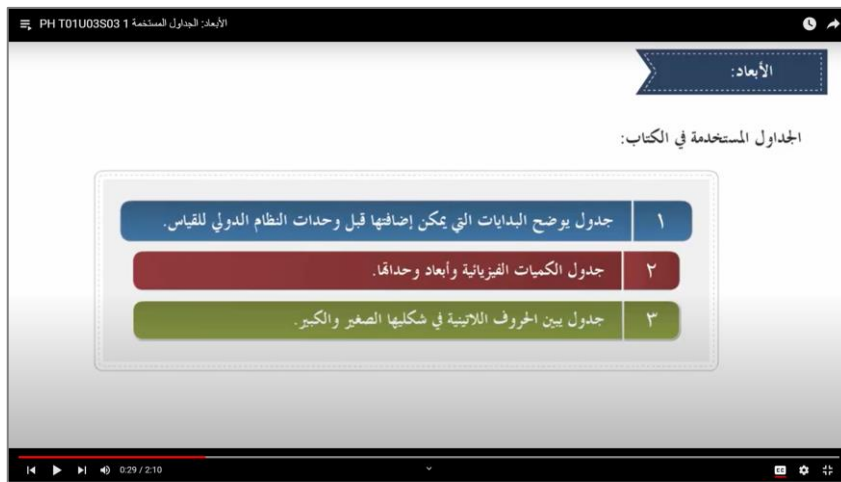 الأبعاد: الجداول المستخمة 1 PH T01U03S03
الأبعاد:
الجداول المستخدمة في الكتاب:
١ جدول يوضح البدايات التي يمكن إضافتها قبل وحدات النظام الدولي للقياس.
٢ جدول الكميات الفيزيائية وأبعاد وحداتها.
٣ جدول يبين الحروف اللاتينية في شكليها الصغير والكبير.
0:29 / 2:10
CC